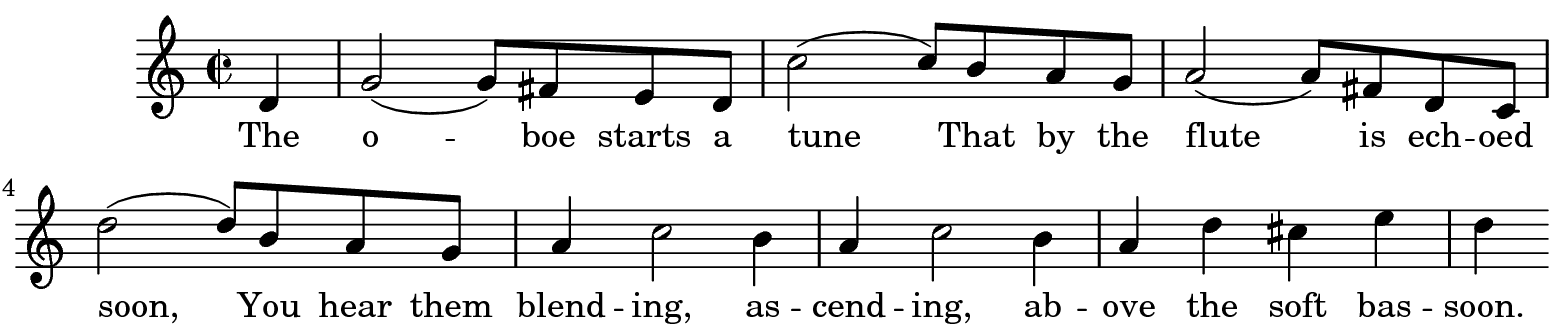 The o - boe starts a tune That by the flute is ech - oed
4
soon, You hear them blend - ing, as - cend - ing, ab - ove the soft bas - soon.